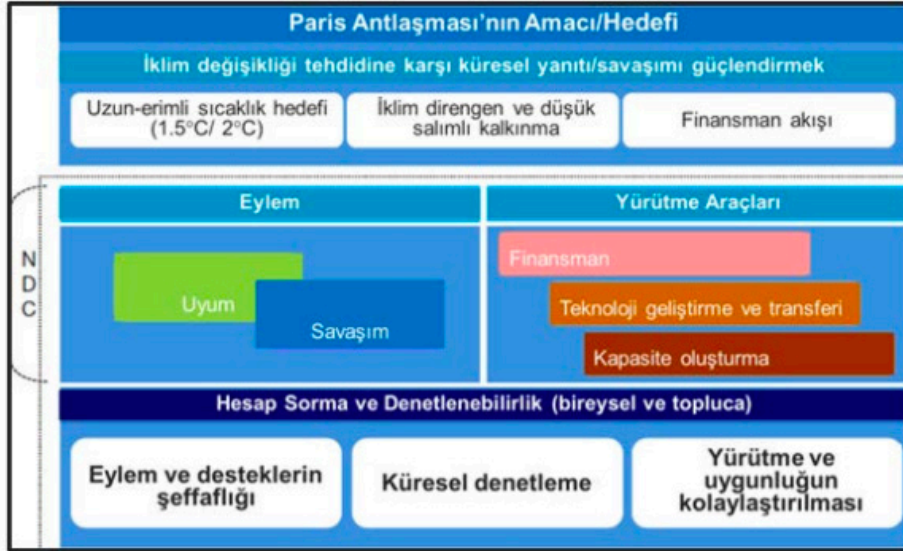 Paris Antlaşması'nın Amacı/Hedefi
İklim değişikliği tehdidine karşı küresel yanıtı/savaşımı güçlendirmek
Uzun-erimli sıcaklık hedefi
(1.5°C/ 2°C)
İklim direngen ve düşük
salımlı kalkınma
Finansman akışı
N
D
C
Eylem
Uyum
Savaşım
Yürütme Araçları
Finansman
Teknoloji geliştirme ve transferi
Kapasite oluşturma
Hesap Sorma ve Denetlenebilirlik (bireysel ve topluca)
Eylem ve desteklerin
şeffaflığı
Küresel denetleme
Yürütme ve
uygunluğun
kolaylaştırılması